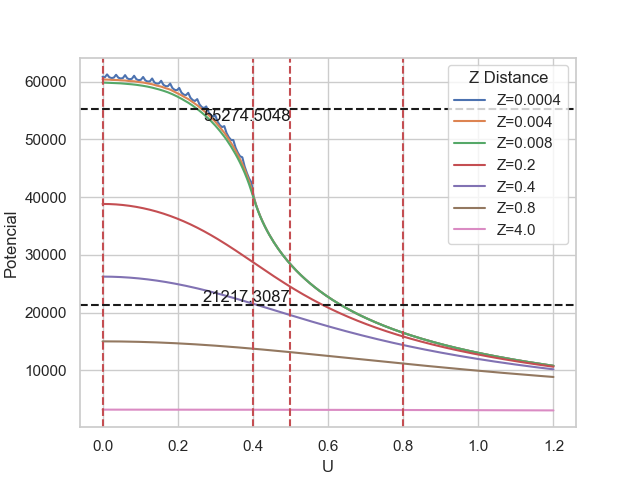 Z Distance
Z=0.0004
Z=0.004
Z=0.008
Z=0.2
Z=0.4
Z=0.8
Z=4.0
60000
50000
40000
30000
20000
10000
55274.5048
21217.3087
Potencial
0.0 0.2 0.4 0.6 0.8 1.0 1.2
U